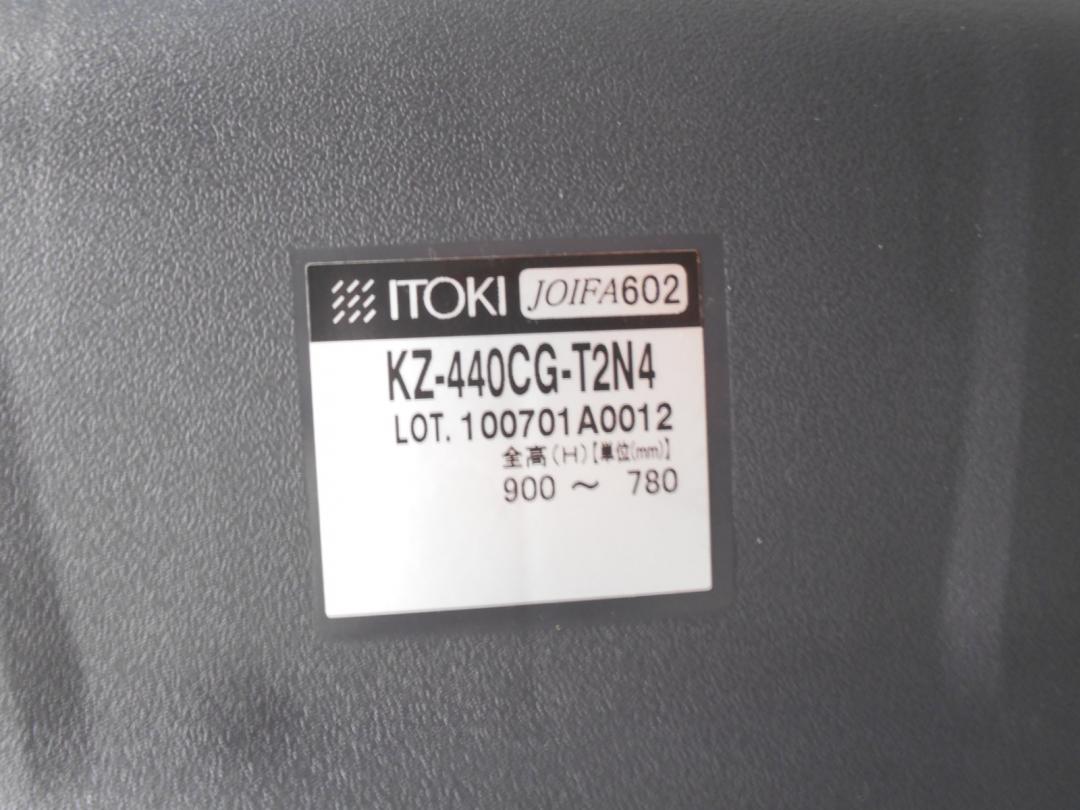 ITOKI JOIFA602
KZ-440CG-T2N4
LOT. 100701A0012
全高(H)[単位(mm)]
900 ～ 780